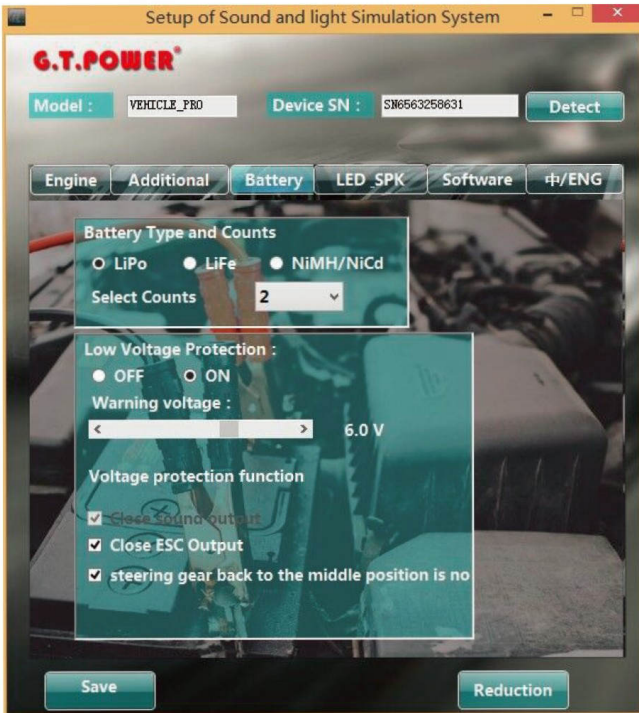 Setup of Sound and light Simulation System
G.T.POWER®
Model : VEHICLE_PRO Device SN : SN6563258631 Detect
Engine Additional Battery LED_SPK Software 中/ENG
Battery Type and Counts
LiPo LiFe NiMH/NiCd
Select Counts 2
Low Voltage Protection :
OFF ON
Warning voltage :
6.0 V
Voltage protection function
Close sound output
Close ESC Output
steering gear back to the middle position is no
Save Reduction